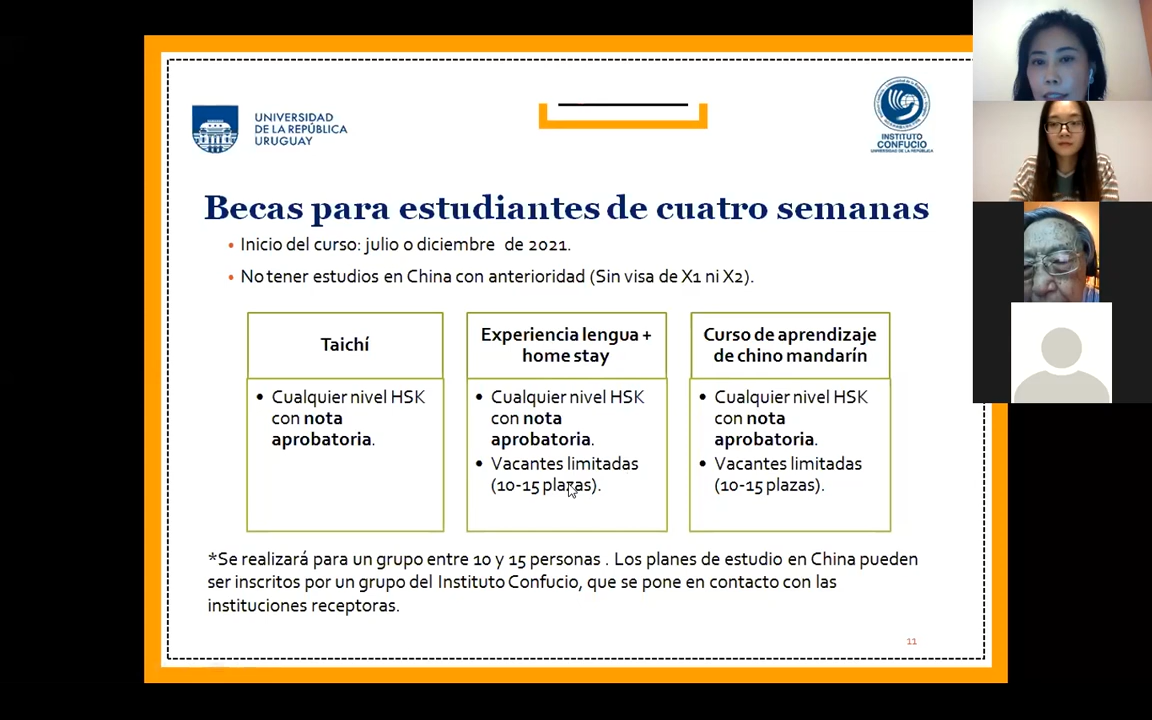 UNIVERSIDAD
DE LA REPÚBLICA
URUGUAY
INSTITUTO
CONFUCIO
UNIVERSIDAD DE LA REPÚBLICA
Becas para estudiantes de cuatro semanas
• Inicio del curso: julio o diciembre de 2021.
• No tener estudios en China con anterioridad (Sin visa de X1 ni X2).
Taichí
• Cualquier nivel HSK
con nota
aprobatoria.
Experiencia lengua +
home stay
• Cualquier nivel HSK
con nota
aprobatoria.
• Vacantes limitadas
(10-15 plazas).
Curso de aprendizaje
de chino mandarín
• Cualquier nivel HSK
con nota
aprobatoria.
• Vacantes limitadas
(10-15 plazas).
*Se realizará para un grupo entre 10 y 15 personas . Los planes de estudio en China pueden
ser inscritos por un grupo del Instituto Confucio, que se pone en contacto con las
instituciones receptoras.
11